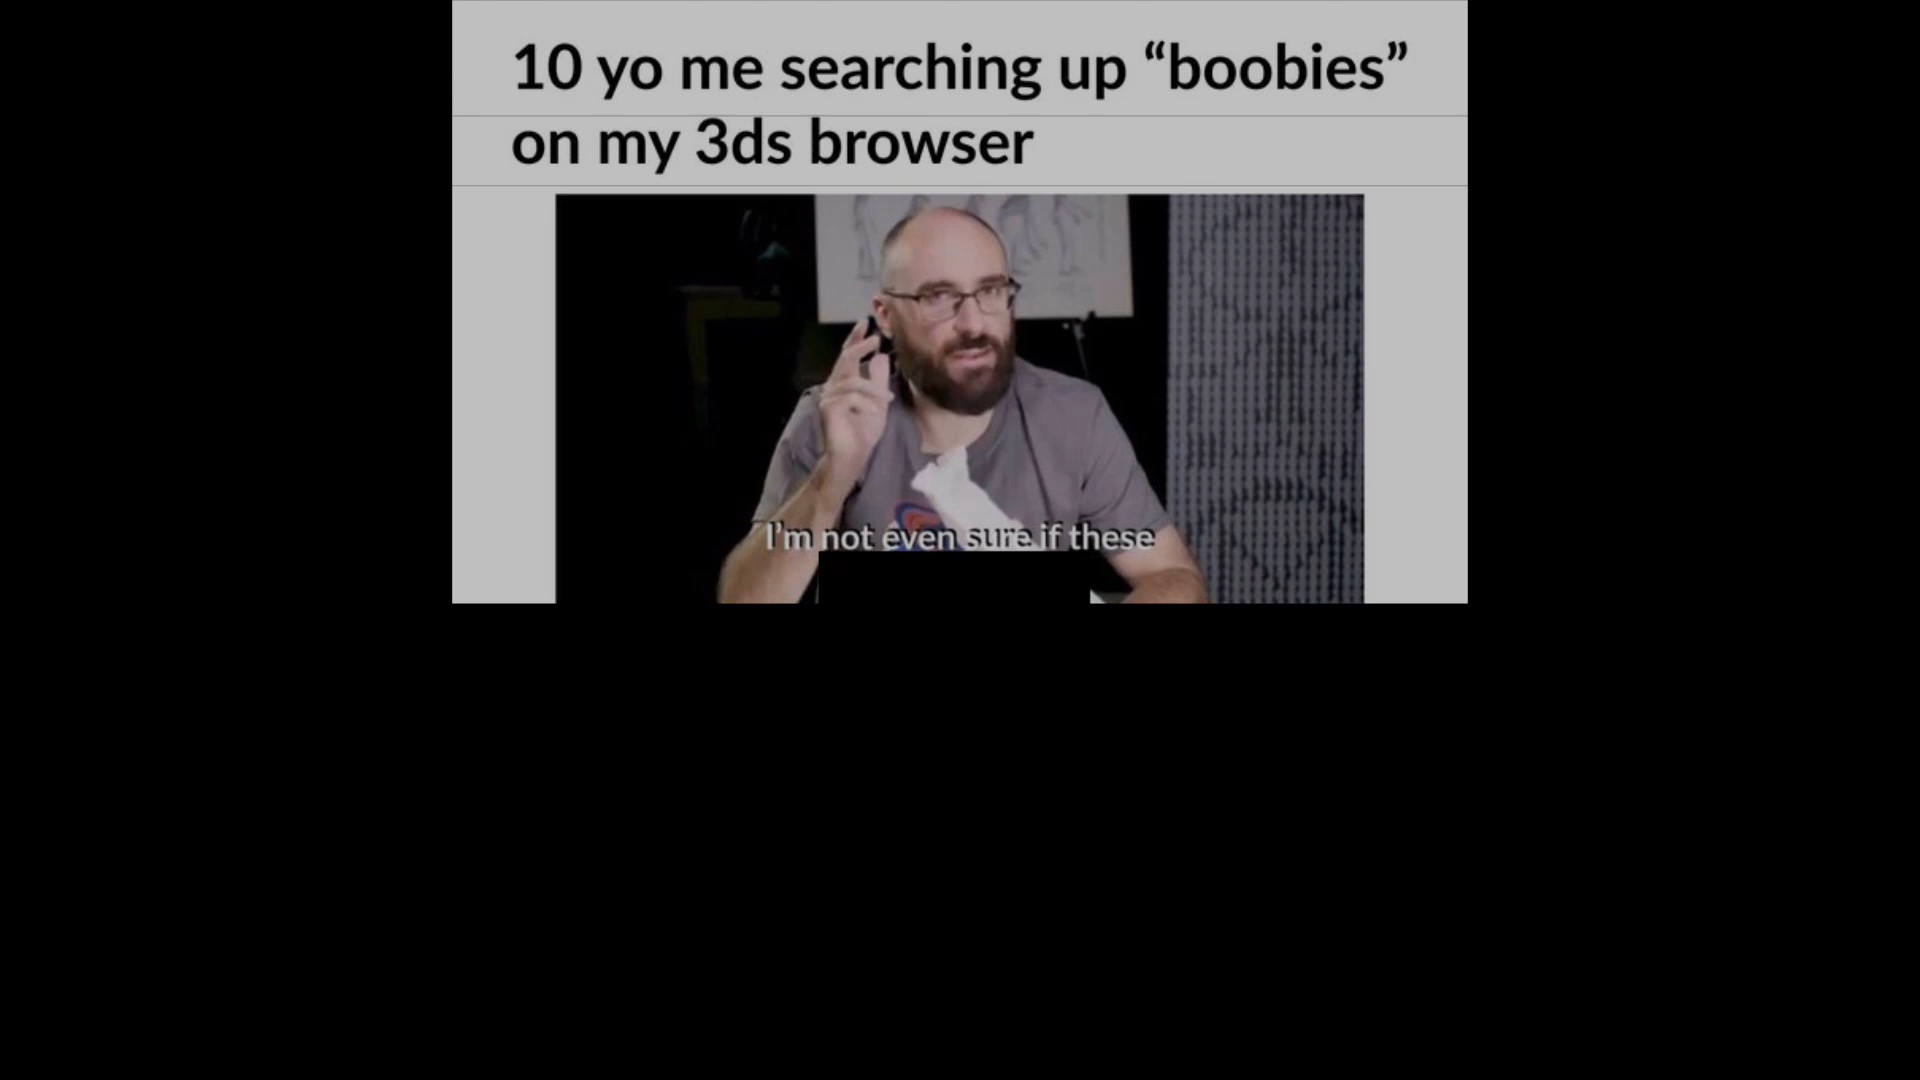 10 yo me searching up “boobies”
on my 3ds browser
I'm not even sure if these